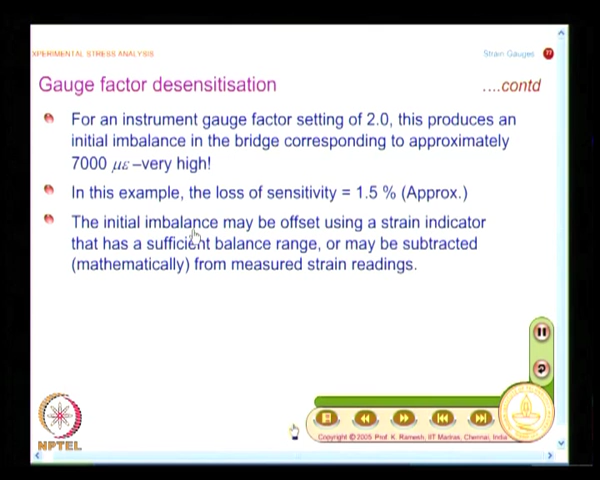 XPERIMENTAL STRESS ANALYSIS
Strain Gauges
Gauge factor desensitisation
....contd
For an instrument gauge factor setting of 2.0, this produces an
initial imbalance in the bridge corresponding to approximately
7000 με –very high!
In this example, the loss of sensitivity = 1.5 % (Approx.)
The initial imbalance may be offset using a strain indicator
that has a sufficient balance range, or may be subtracted
(mathematically) from measured strain readings.
NPTEL
Copyright © 2005 Prof. K. Ramesh, IIT Madras, Chennai, India